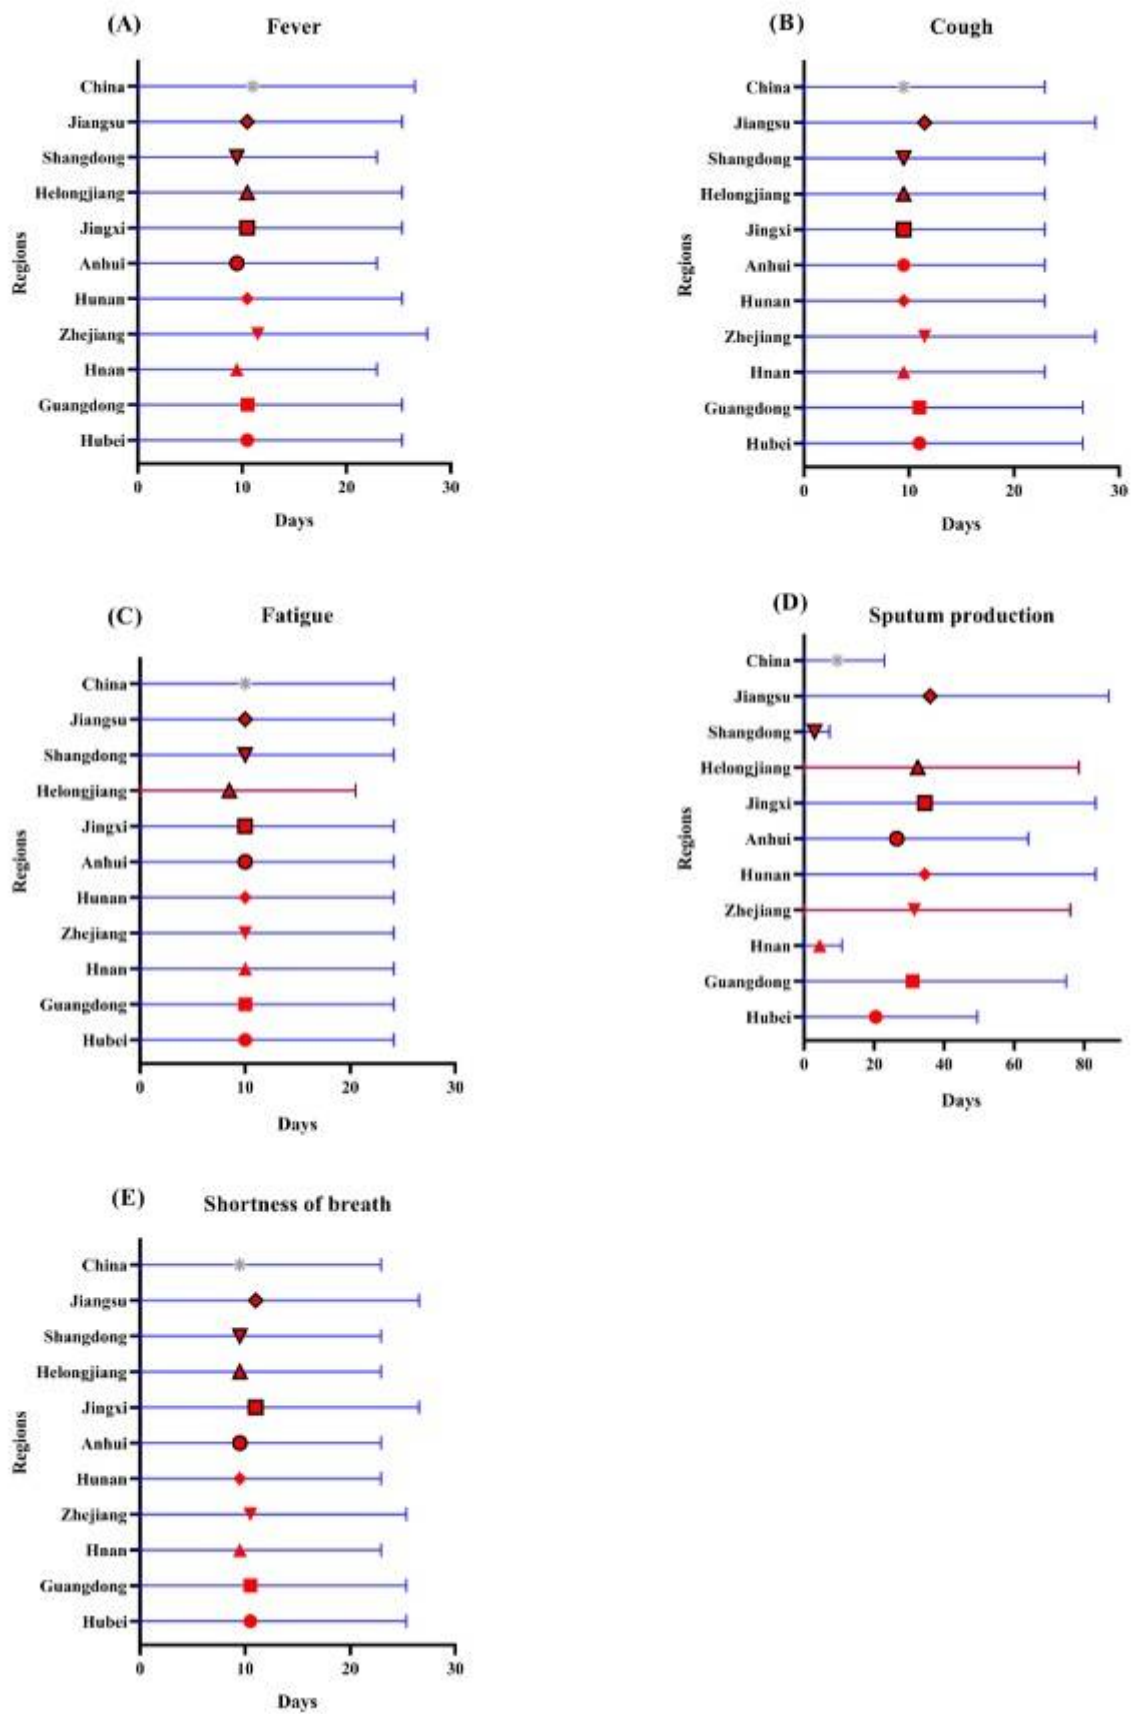 (A)
Fever
China
Jiangsu
Shangdong
Helongjiang
Jingxi
Anhui
Hunan
Zhejiang
Hnan
Guangdong
Hubei
Regions
0 10 20 30
Days
(B)
Cough
China
Jiangsu
Shangdong
Helongjiang
Jingxi
Anhui
Hunan
Zhejiang
Hnan
Guangdong
Hubei
Regions
0 10 20 30
Days
(C)
Fatigue
China
Jiangsu
Shangdong
Helongjiang
Jingxi
Anhui
Hunan
Zhejiang
Hnan
Guangdong
Hubei
Regions
0 10 20 30
Days
(D)
Sputum production
China
Jiangsu
Shangdong
Helongjiang
Jingxi
Anhui
Hunan
Zhejiang
Hnan
Guangdong
Hubei
Regions
0 20 40 60 80
Days
(E)
Shortness of breath
China
Jiangsu
Shangdong
Helongjiang
Jingxi
Anhui
Hunan
Zhejiang
Hnan
Guangdong
Hubei
Regions
0 10 20 30
Days